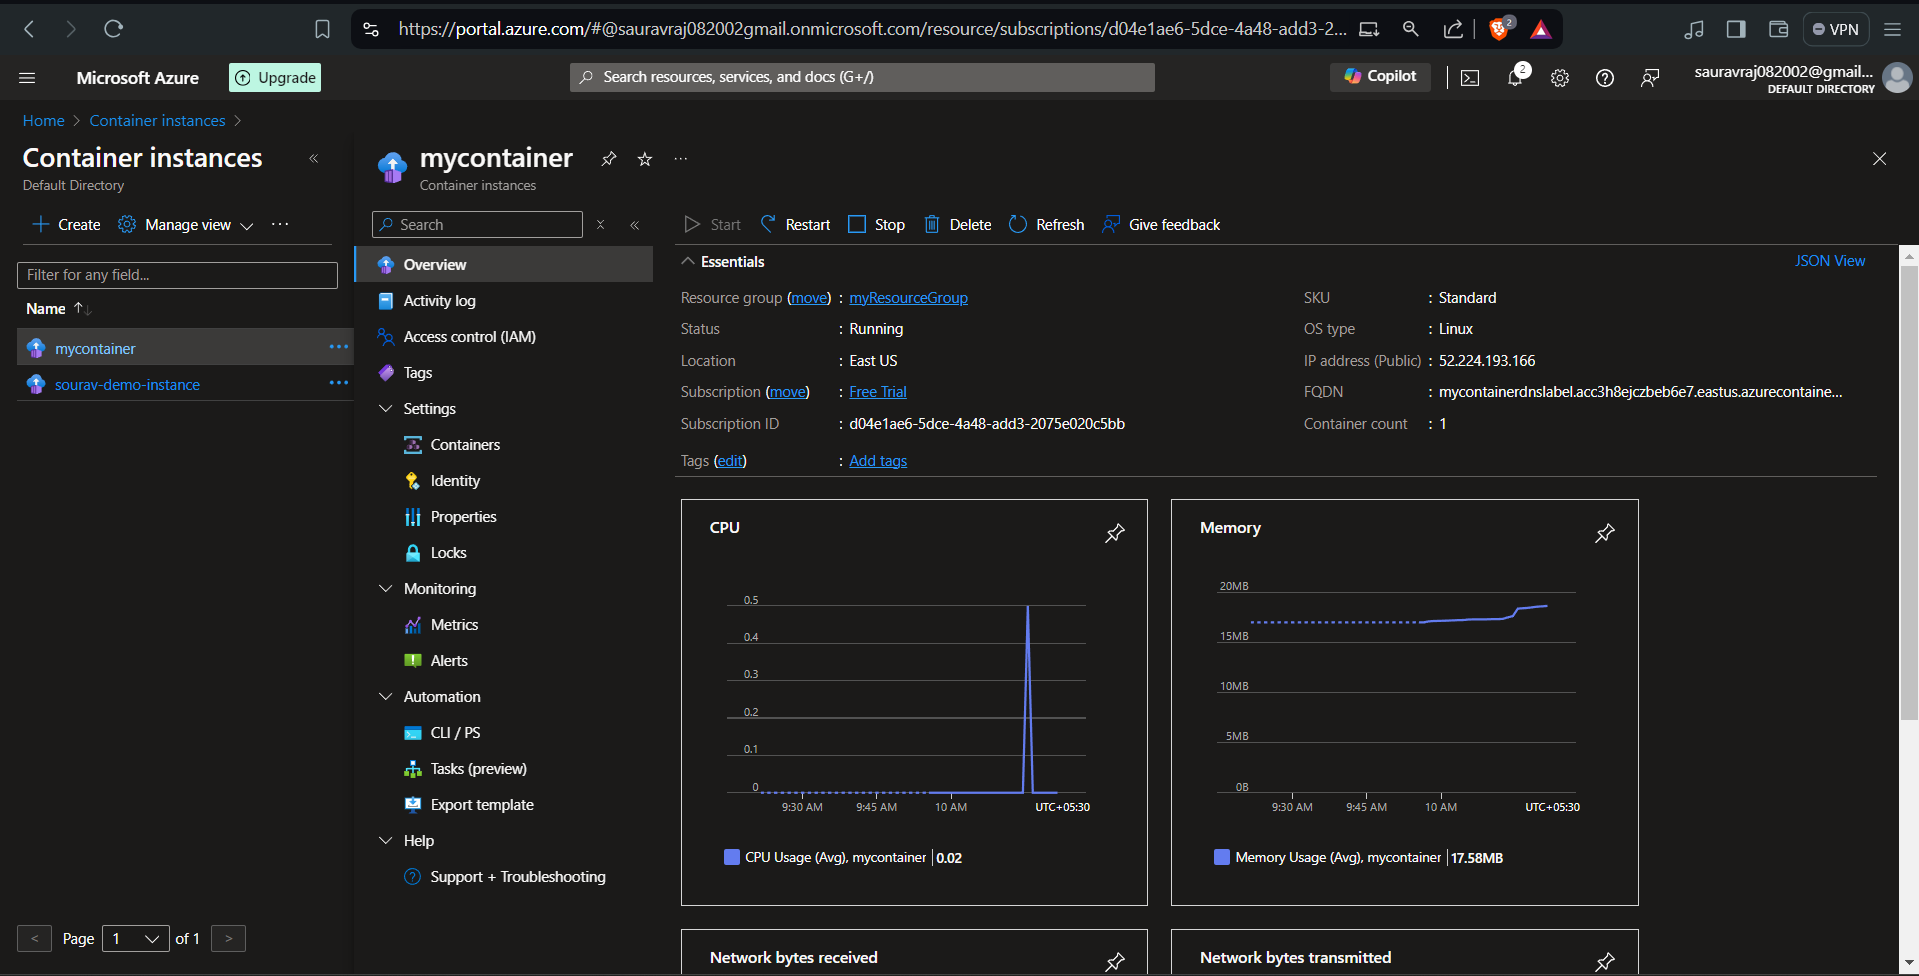 https://portal.azure.com/#@sauravraj082002gmail.onmicrosoft.com/resource/subscriptions/d04e1ae6-5dce-4a48-add3-2...
2
VPN
Microsoft Azure
Upgrade
Search resources, services, and docs (G+/)
Copilot
2
sauravraj082002@gmail...
DEFAULT DIRECTORY
Home > Container instances >
Container instances
Default Directory
Create
Manage view
...
Filter for any field...
Name
mycontainer
sourav-demo-instance
< Page 1 of 1 >
mycontainer
Container instances
Search
Overview
Activity log
Access control (IAM)
Tags
Settings
Containers
Identity
Properties
Locks
Monitoring
Metrics
Alerts
Automation
CLI / PS
Tasks (preview)
Export template
Help
Support + Troubleshooting
Start
Restart
Stop
Delete
Refresh
Give feedback
Essentials
JSON View
Resource group (move) : myResourceGroup
Status : Running
Location : East US
Subscription (move) : Free Trial
Subscription ID : d04e1ae6-5dce-4a48-add3-2075e020c5bb
Tags (edit) : Add tags
SKU : Standard
OS type : Linux
IP address (Public) : 52.224.193.166
FQDN : mycontainerdnslabel.acc3h8ejczbeb6e7.eastus.azurecontaine...
Container count : 1
CPU
0.5
0.4
0.3
0.2
0.1
0
9:30 AM 9:45 AM 10 AM UTC+05:30
CPU Usage (Avg), mycontainer | 0.02
Memory
20MB
15MB
10MB
5MB
0B
9:30 AM 9:45 AM 10 AM UTC+05:30
Memory Usage (Avg), mycontainer | 17.58MB
Network bytes received
Network bytes transmitted